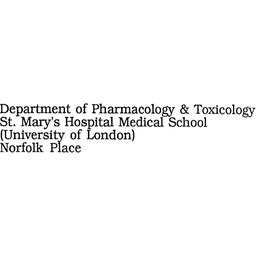 Department of Pharmacology & Toxicology
St. Mary's Hospital Medical School
(University of London)
Norfolk Place